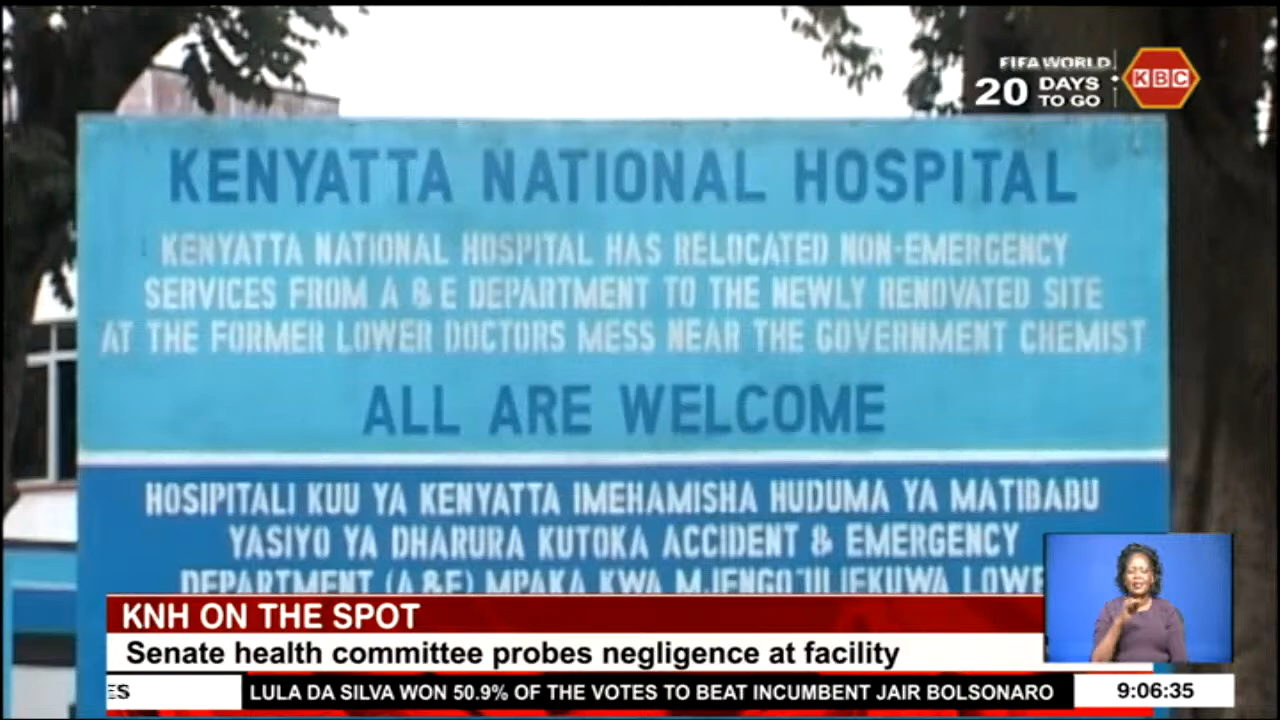 FIFA WORLD
20 DAYS TO GO
KBC
KENYATTA NATIONAL HOSPITAL
KENYATTA NATIONAL HOSPITAL HAS RELOCATED NON-EMERGENCY
SERVICES FROM A & E DEPARTMENT TO THE NEWLY RENOVATED SITE
AT THE FORMER LOWER DOCTORS MESS NEAR THE GOVERNMENT CHEMIST
ALL ARE WELCOME
HOSIPITALI KUU YA KENYATTA IMEHAMISHA HUDUMA YA MATIBABU
YASIYO YA DHARURA KUTOKA ACCIDENT & EMERGENCY
DEPARTMENT (A&E) MPAKA KWA MJENGO
KNH ON THE SPOT
Senate health committee probes negligence at facility
LULA DA SILVA WON 50.9% OF THE VOTES TO BEAT INCUMBENT JAIR BOLSONARO
9:06:35